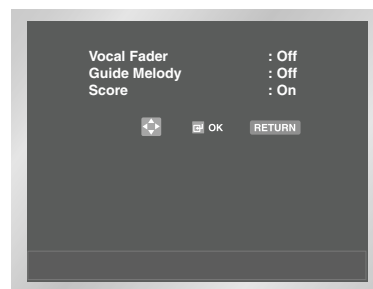 Vocal Fader : Off
Guide Melody : Off
Score : On
OK RETURN